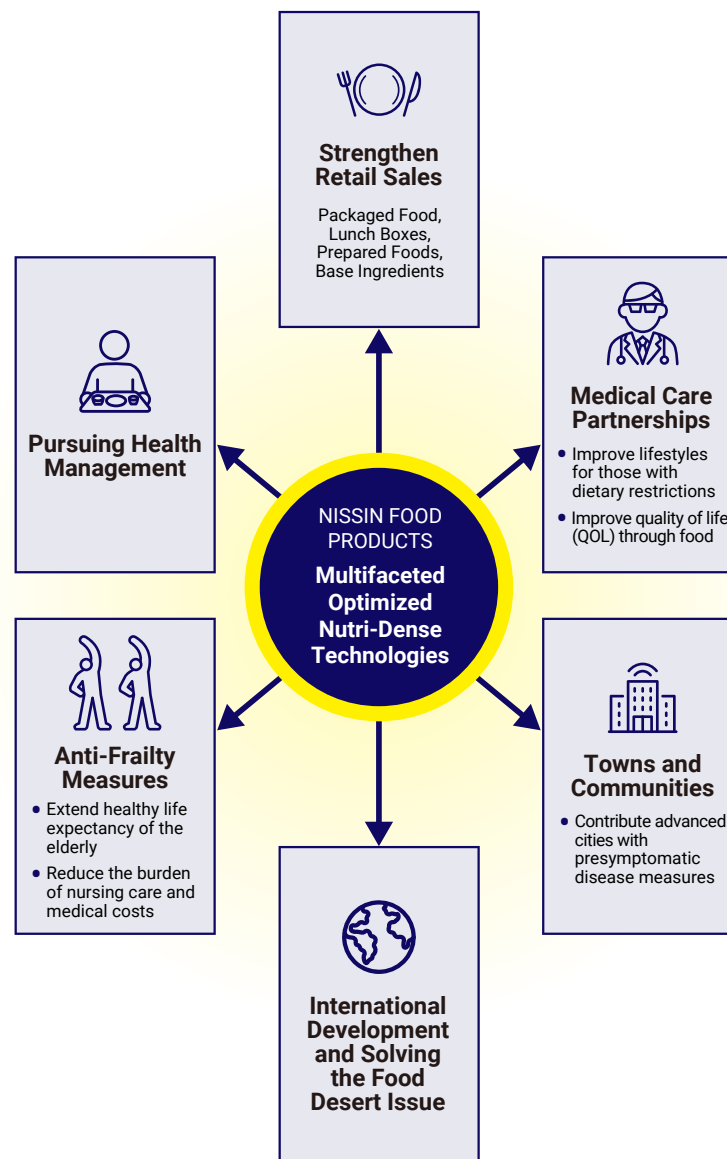 Strengthen
Retail Sales
Packaged Food,
Lunch Boxes,
Prepared Foods,
Base Ingredients
Pursuing Health
Management
Medical Care
Partnerships
• Improve lifestyles
for those with
dietary restrictions
• Improve quality of life
(QOL) through food
NISSIN FOOD
PRODUCTS
Multifaceted
Optimized
Nutri-Dense
Technologies
Anti-Frailty
Measures
• Extend healthy life
expectancy of the
elderly
• Reduce the burden
of nursing care and
medical costs
Towns and
Communities
• Contribute advanced
cities with
presymptomatic
disease measures
International
Development
and Solving
the Food
Desert Issue